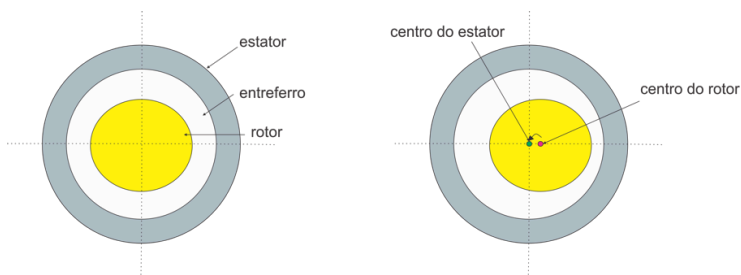 estator
entreferro
rotor
centro do estator
centro do rotor